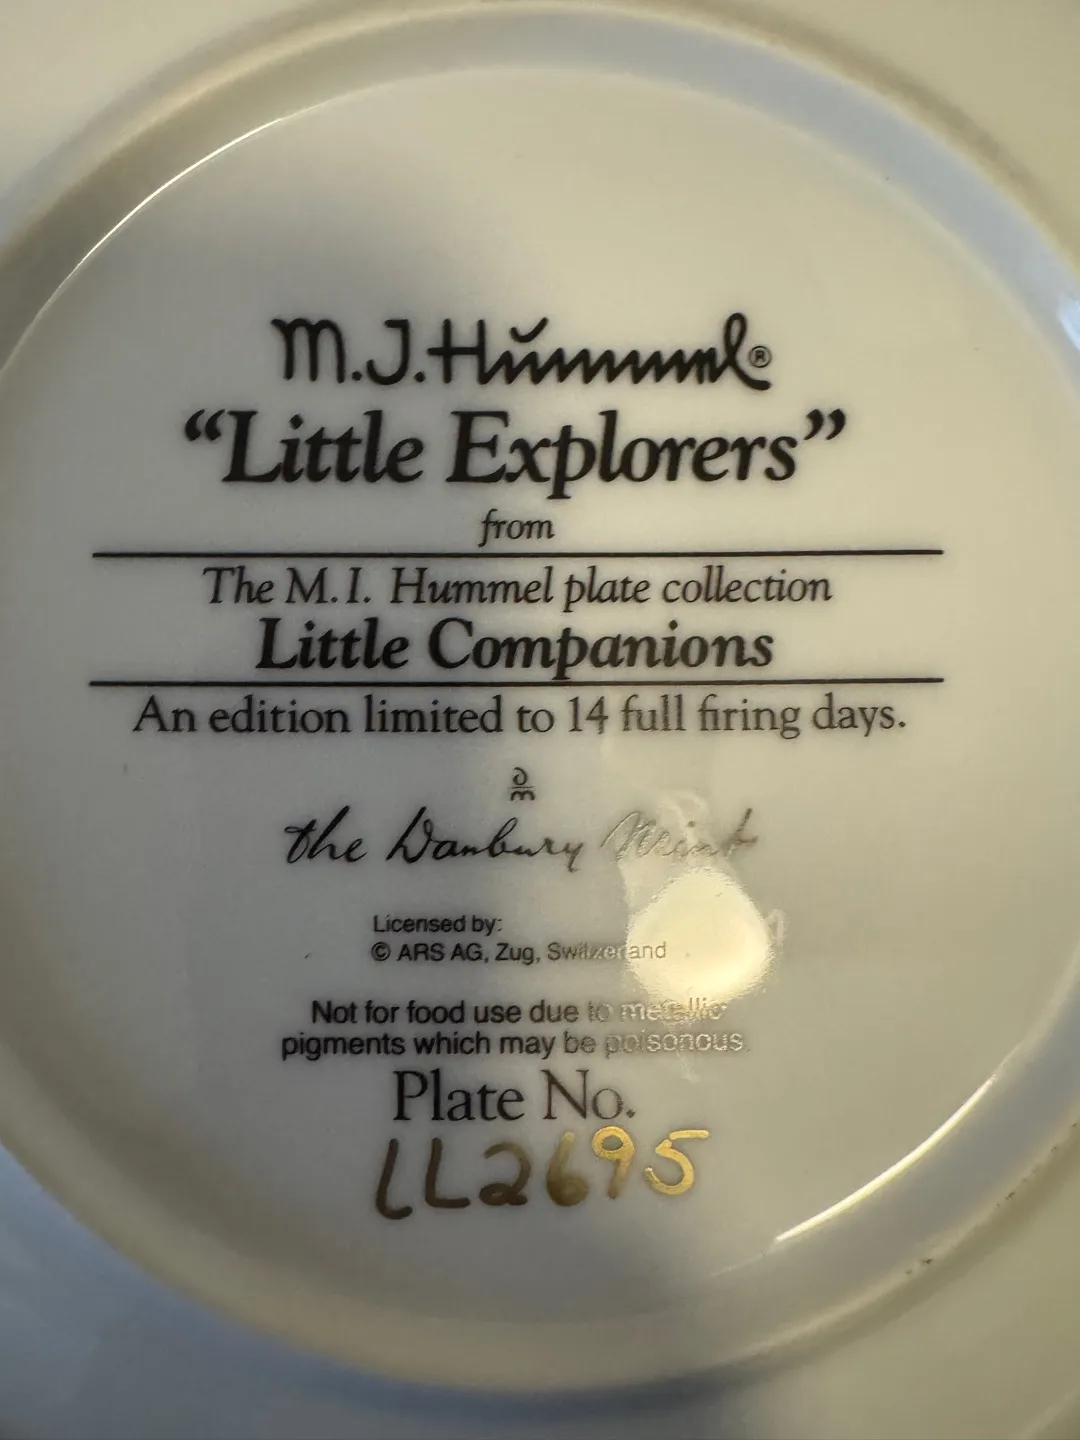 M.J. Hummel®
“Little Explorers”
from
The M.I. Hummel plate collection
Little Companions
An edition limited to 14 full firing days.
the Danbury Mint
Licensed by:
© ARS AG, Zug, Switzerland
Not for food use due to metallic
pigments which may be poisonous.
Plate No.
LL2695